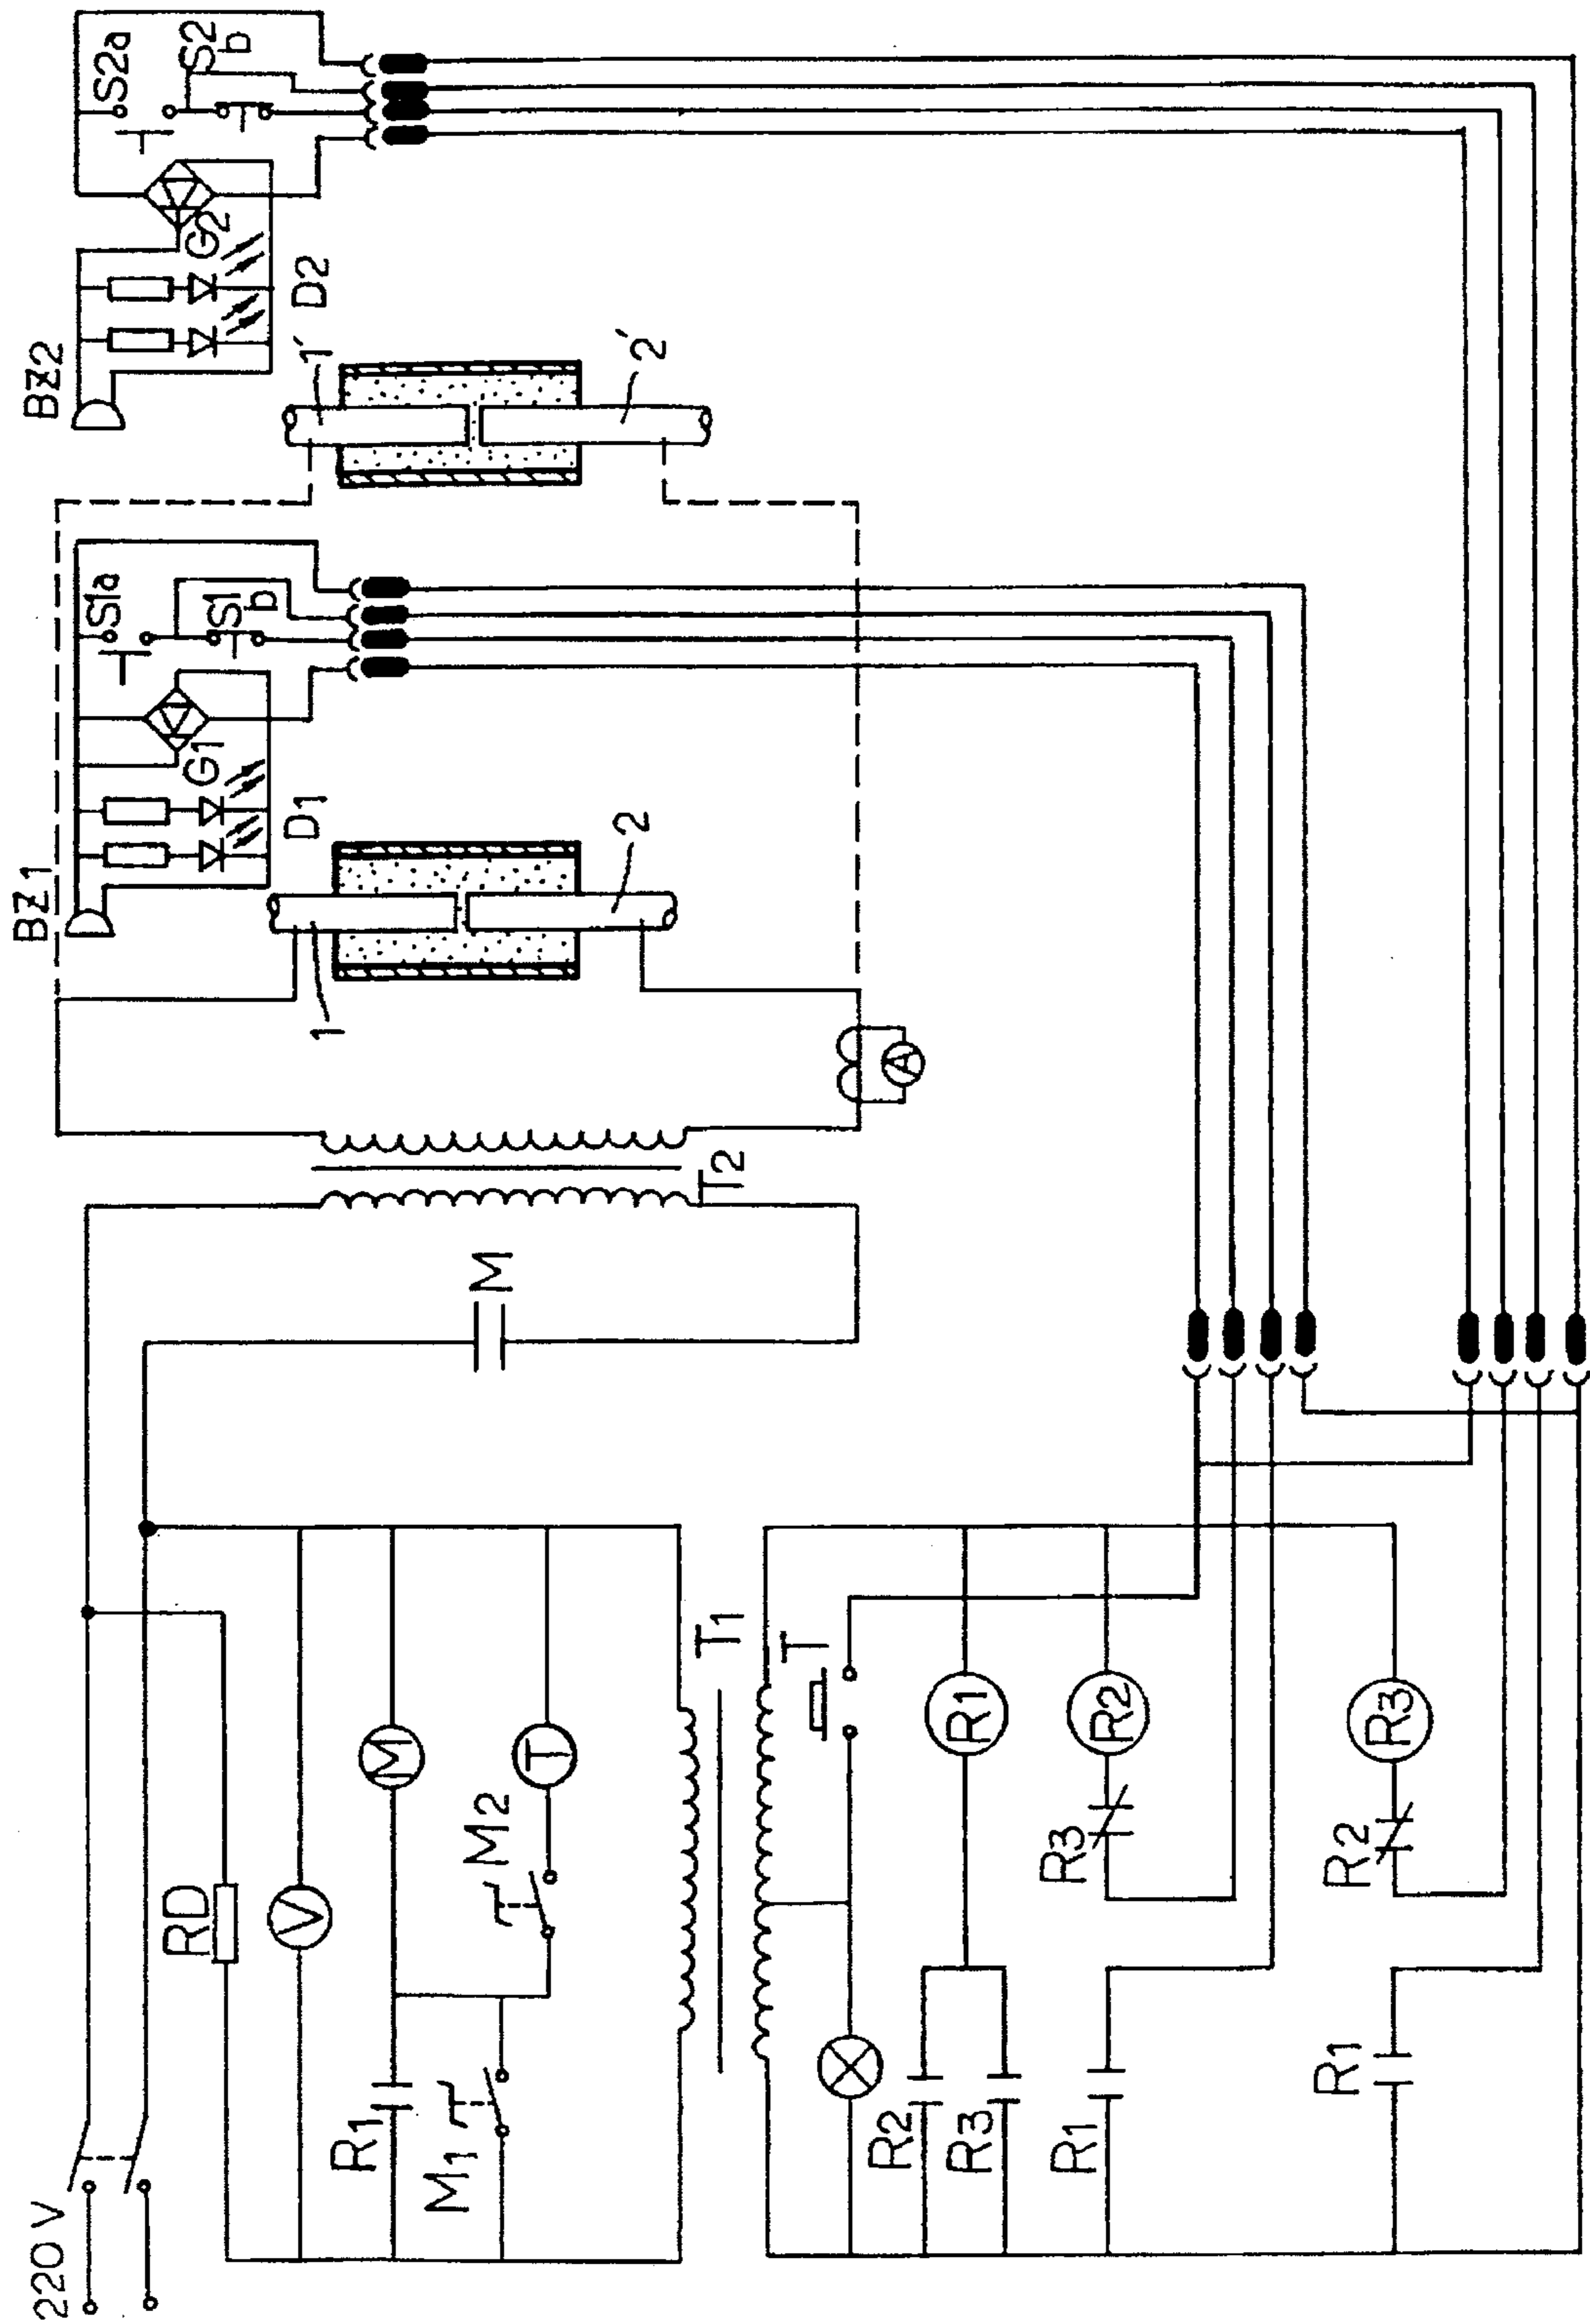 220 V
BZ1
BZ2
S1a
S2a
RD
G1
S1
b
G2
S2
b
D1
D2
V
1
1'
R1
M
M1
M2
T
M
2
2'
T1
T2
T
A
R2
R1
R3
R1
R3
R2
R1
R2
R3